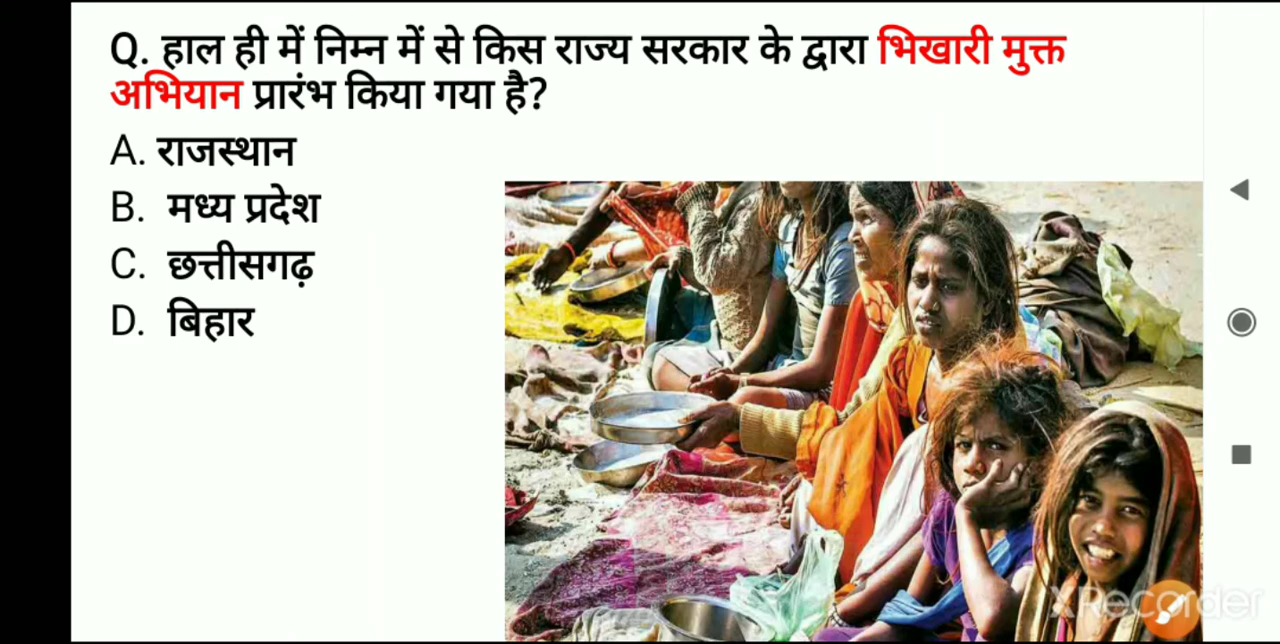 Q. हाल ही में निम्न में से किस राज्य सरकार के द्वारा भिखारी मुक्त
अभियान प्रारंभ किया गया है?
A. राजस्थान
B. मध्य प्रदेश
C. छत्तीसगढ़
D. बिहार
XRecorder